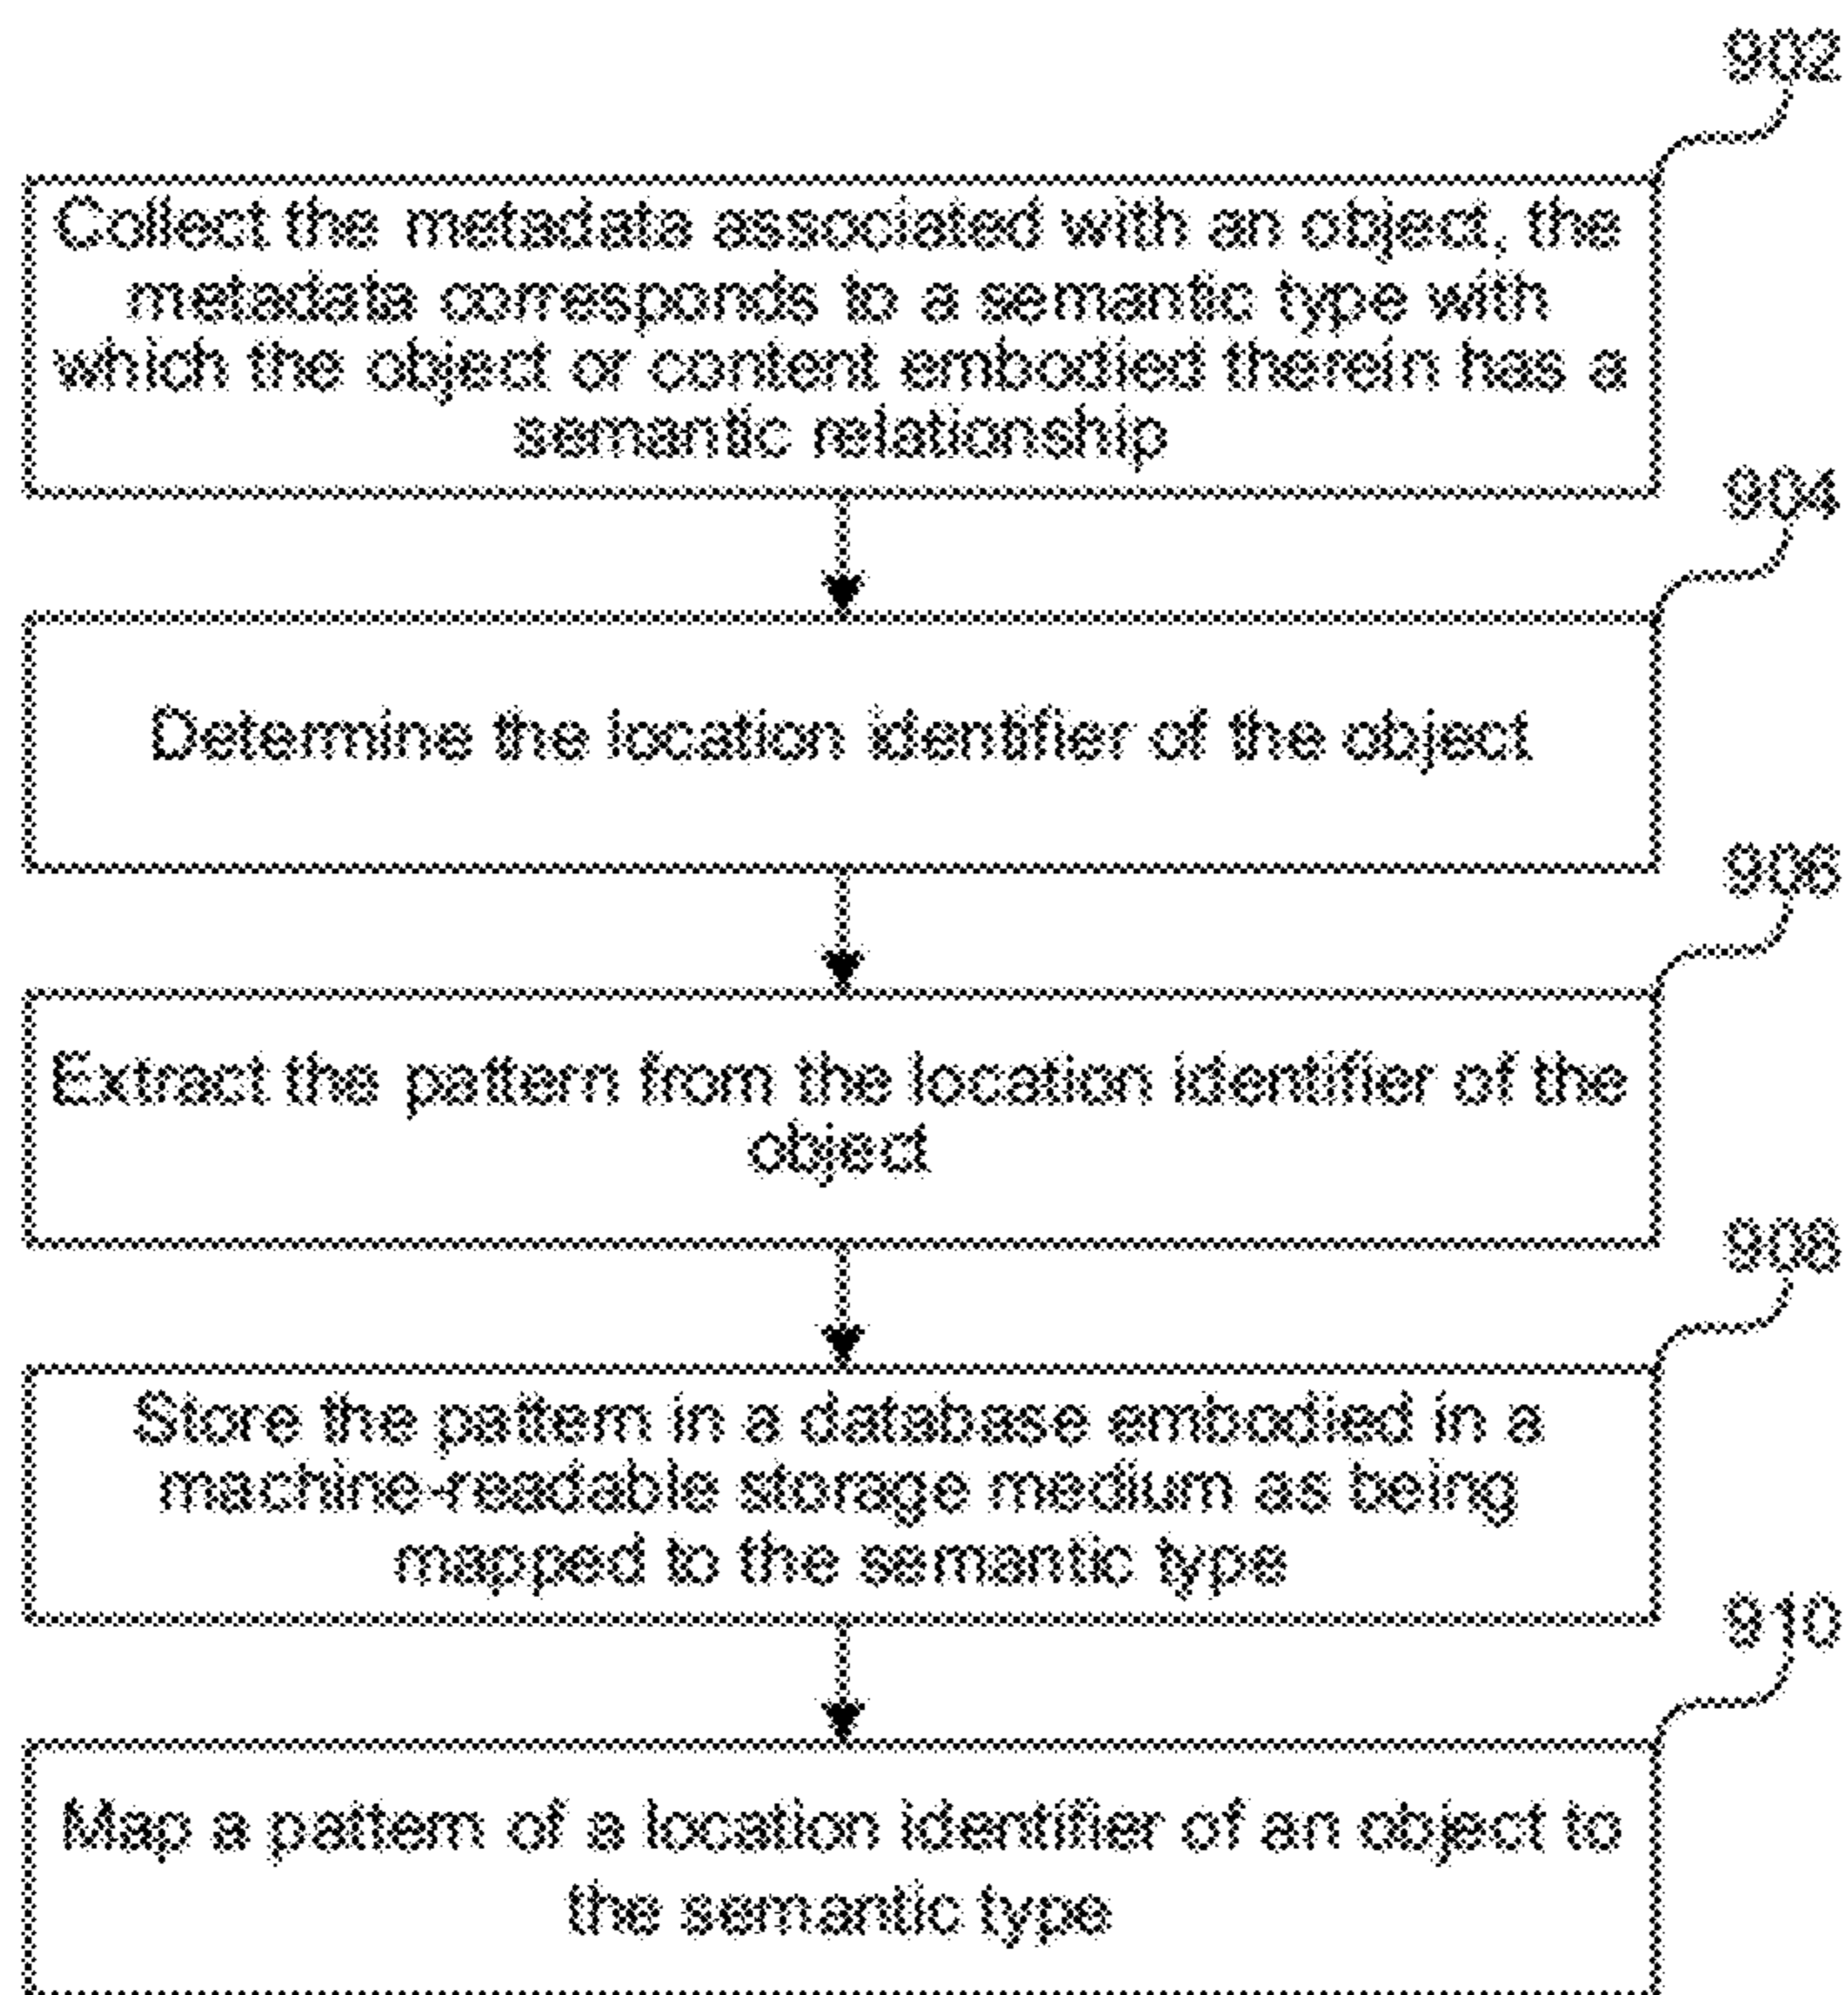 902
Collect the metadata associated with an object, the
metadata corresponds to a semantic type with
which the object or content embodied therein has a
semantic relationship
904
Determine the location identifier of the object
906
Extract the pattern from the location identifier of the
object
908
Store the pattern in a database embodied in a
machine-readable storage medium as being
mapped to the semantic type
910
Map a pattern of a location identifier of an object to
the semantic type